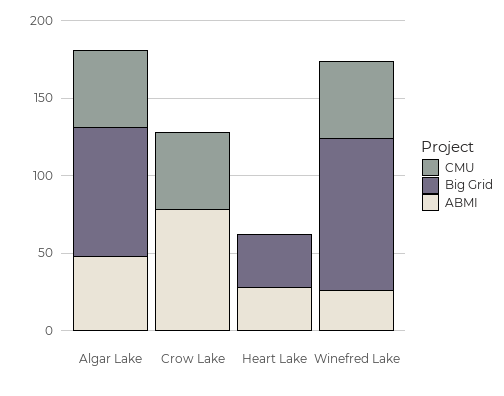 200
150
100
50
0
Algar Lake Crow Lake Heart Lake Winefred Lake
Project
CMU
Big Grid
ABMI